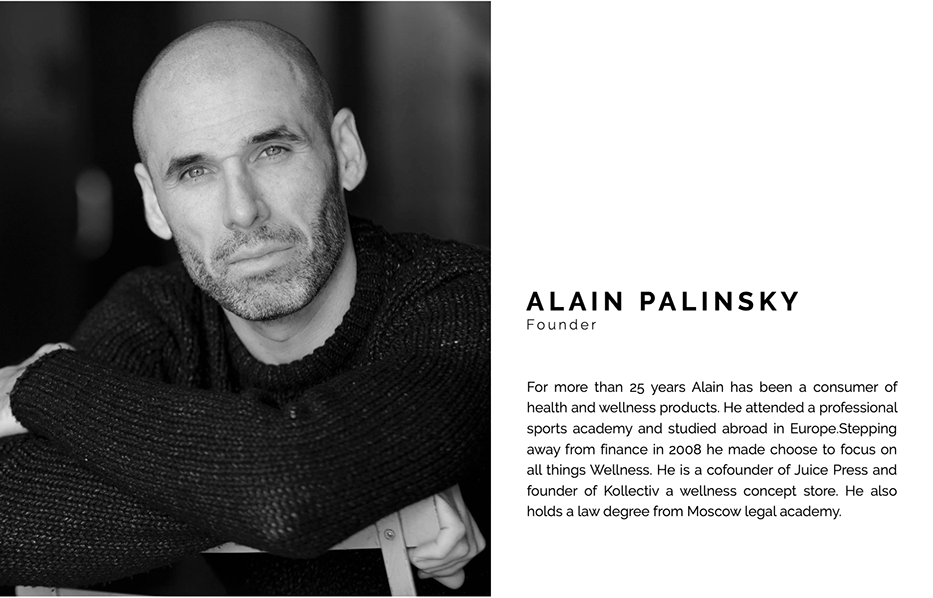 ALAIN PALINSKY
Founder
For more than 25 years Alain has been a consumer of
health and wellness products. He attended a professional
sports academy and studied abroad in Europe.Stepping
away from finance in 2008 he made choose to focus on
all things Wellness. He is a cofounder of Juice Press and
founder of Kollectiv a wellness concept store. He also
holds a law degree from Moscow legal academy.